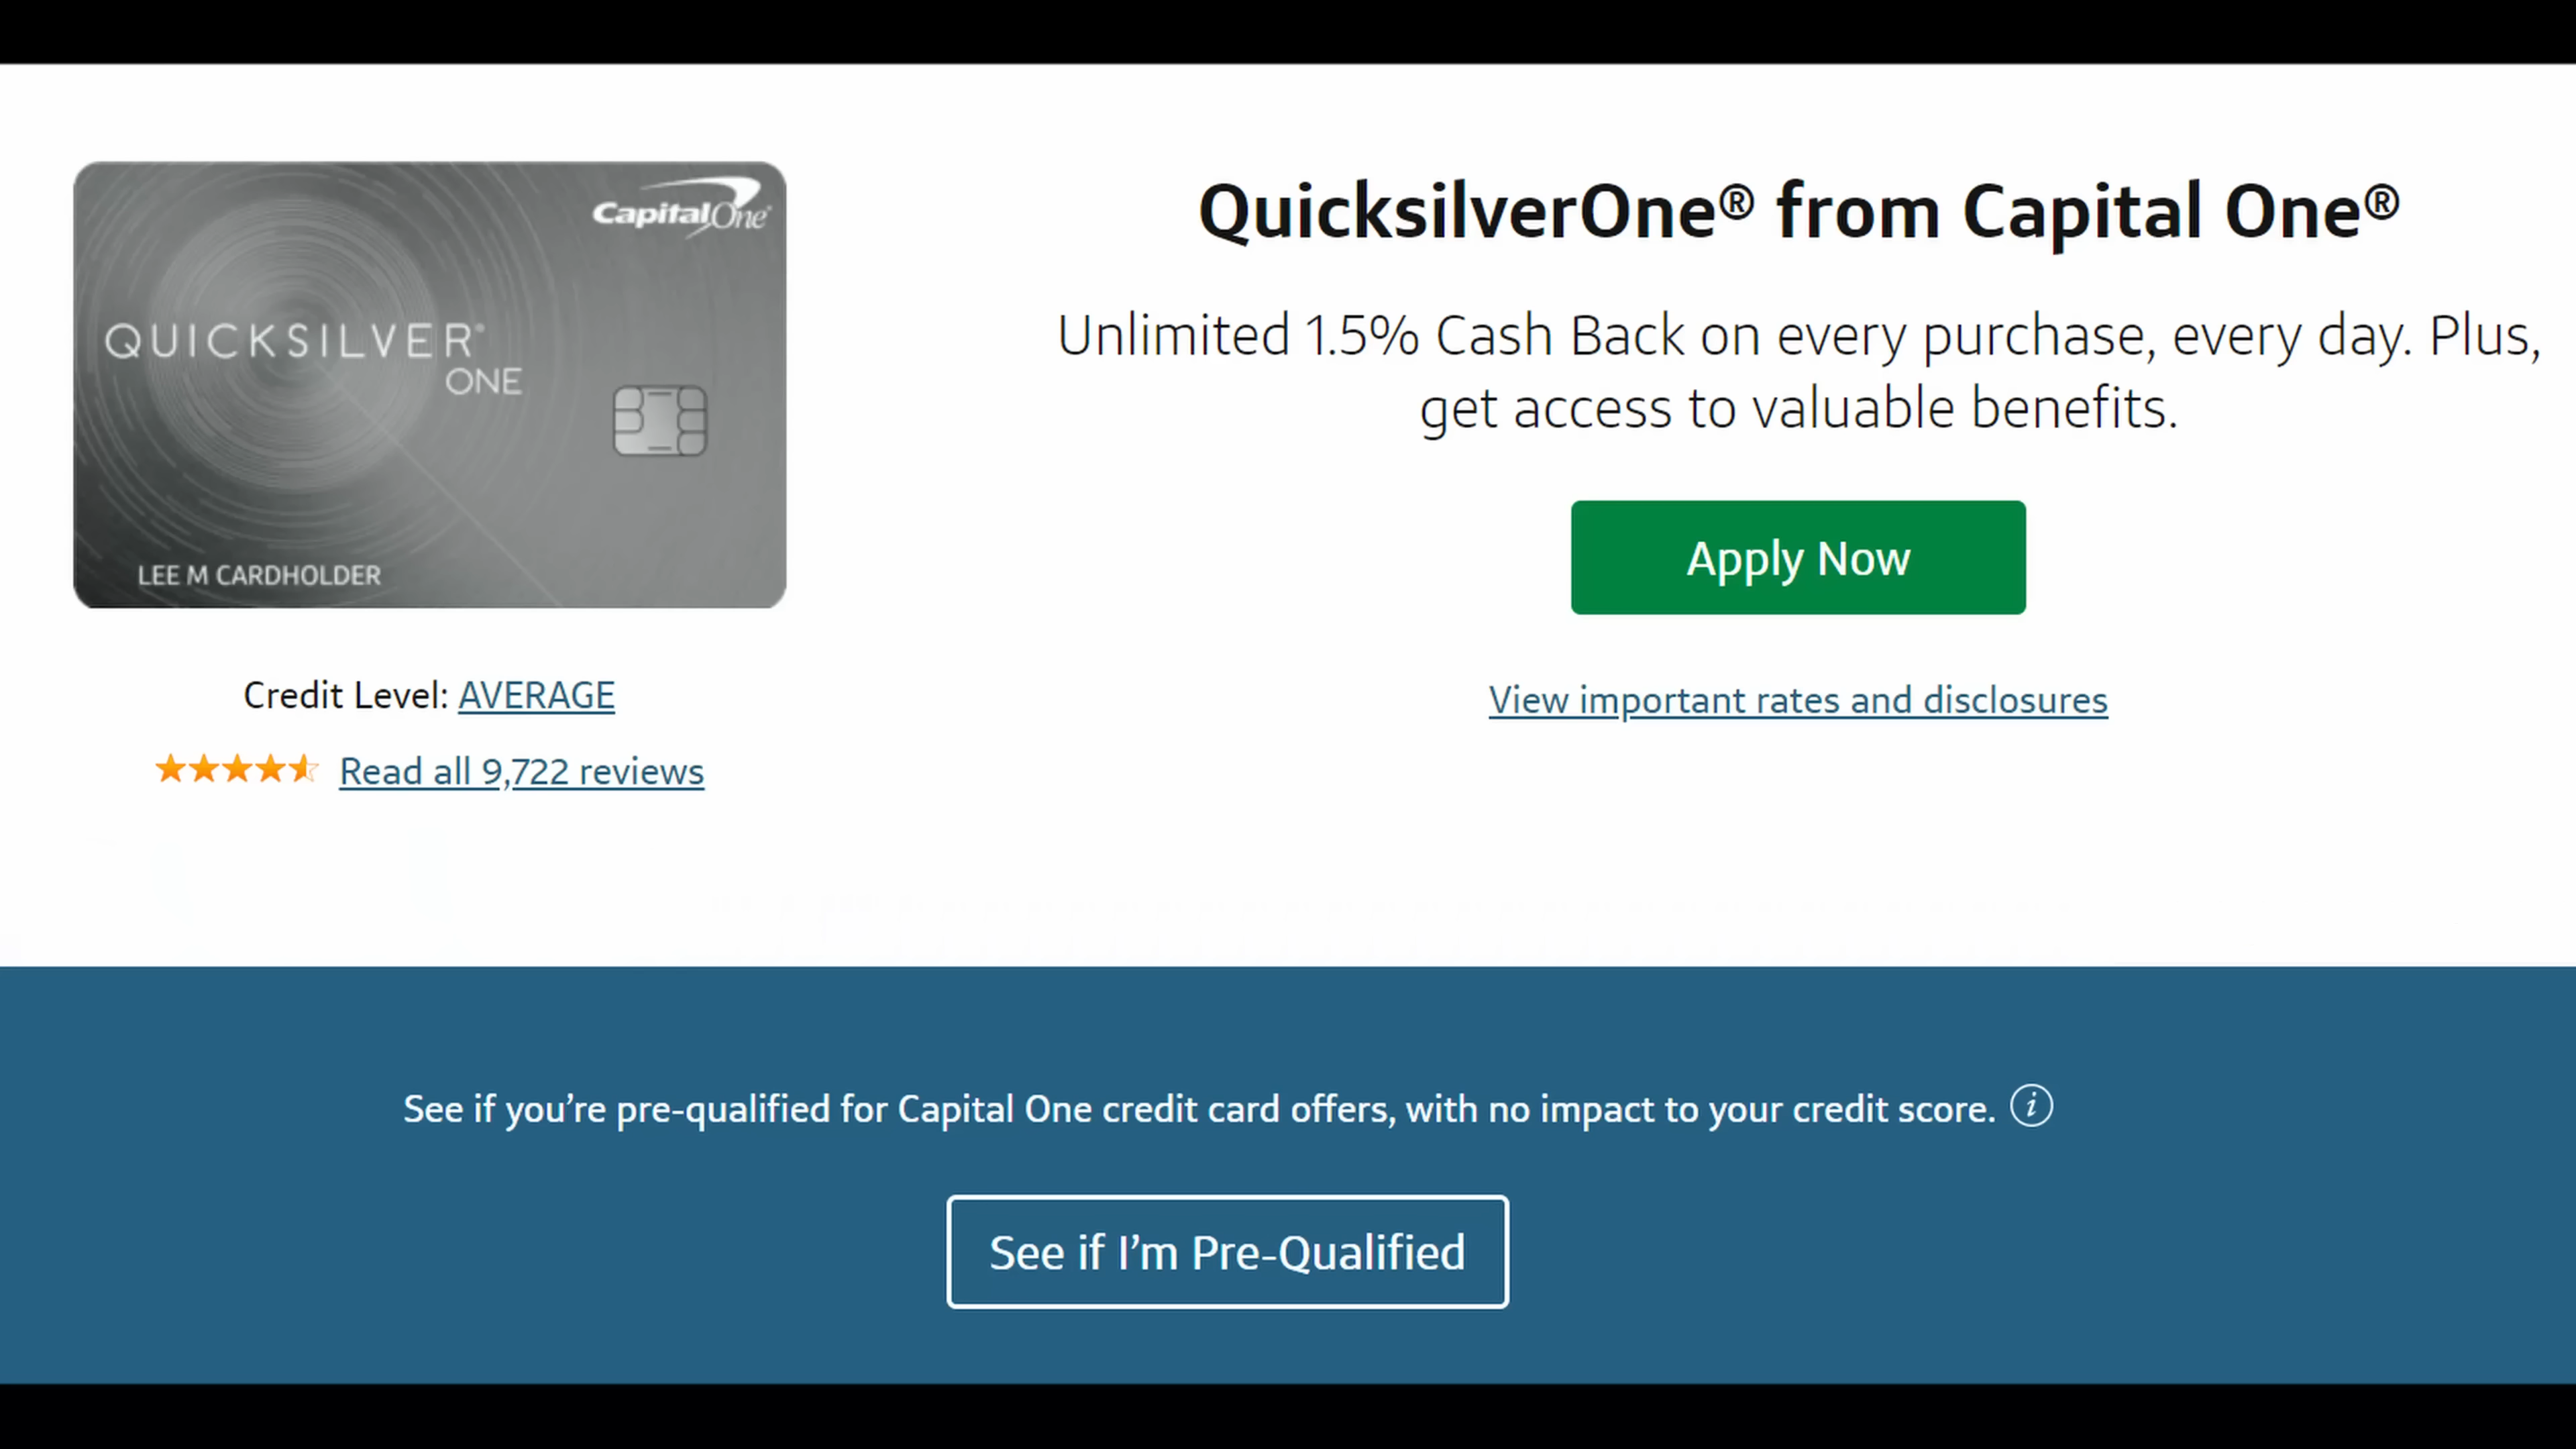 CapitalOne®
QUICKSILVER®
ONE
LEE M CARDHOLDER
Credit Level: AVERAGE
Read all 9,722 reviews
QuicksilverOne® from Capital One®
Unlimited 1.5% Cash Back on every purchase, every day. Plus,
get access to valuable benefits.
Apply Now
View important rates and disclosures
See if you’re pre-qualified for Capital One credit card offers, with no impact to your credit score. i
See if I’m Pre-Qualified